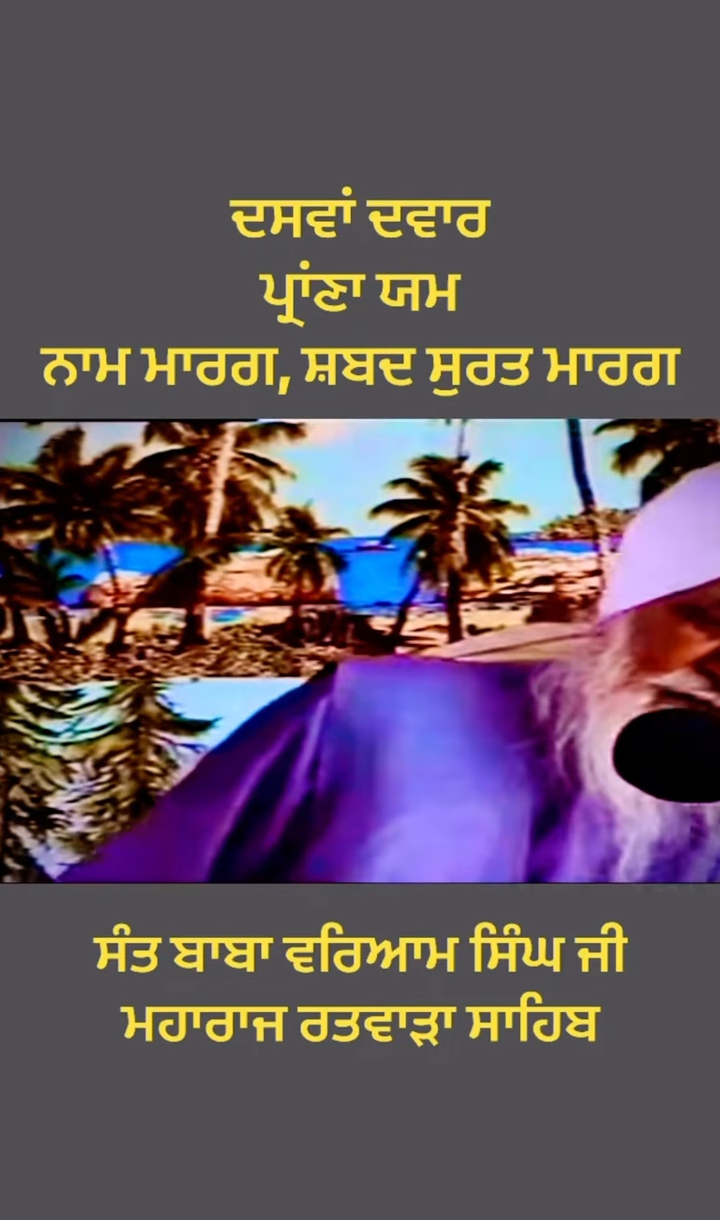 ਦਸਵਾਂ ਦਵਾਰ
ਪ੍ਰਾਂਣਾ ਯਮ
ਨਾਮ ਮਾਰਗ, ਸ਼ਬਦ ਸੁਰਤ ਮਾਰਗ
ਸੰਤ ਬਾਬਾ ਵਰਿਆਮ ਸਿੰਘ ਜੀ
ਮਹਾਰਾਜ ਰਤਵਾੜਾ ਸਾਹਿਬ